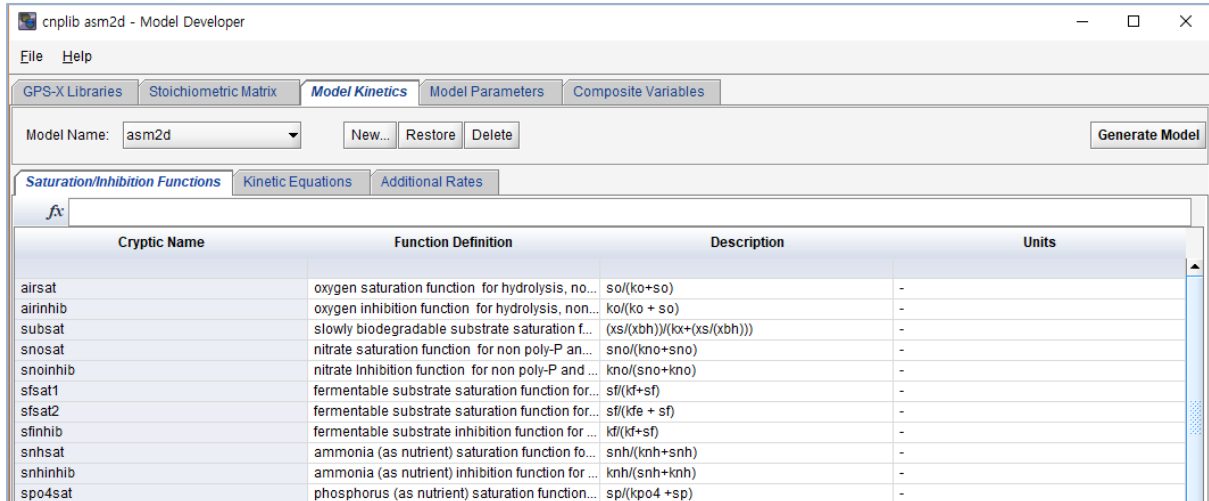 cnplib asm2d - Model Developer
File Help
GPS-X Libraries Stoichiometric Matrix Model Kinetics Model Parameters Composite Variables
Model Name: asm2d New... Restore Delete Generate Model
Saturation/Inhibition Functions Kinetic Equations Additional Rates
fx
Cryptic Name Function Definition Description Units
airsat oxygen saturation function for hydrolysis, no... so/(ko+so) -
airinhib oxygen inhibition function for hydrolysis, non... ko/(ko + so) -
subsat slowly biodegradable substrate saturation f... (xs/(xbh))/(kx+(xs/(xbh))) -
snosat nitrate saturation function for non poly-P an... sno/(kno+sno) -
snoinhib nitrate Inhibition function for non poly-P and ... kno/(sno+kno) -
sfsat1 fermentable substrate saturation function for... sf/(kf+sf) -
sfsat2 fermentable substrate saturation function for... sf/(kfe + sf) -
sfinhib fermentable substrate inhibition function for ... kf/(kf+sf) -
snhsat ammonia (as nutrient) saturation function fo... snh/(knh+snh) -
snhinhib ammonia (as nutrient) inhibition function for ... knh/(snh+knh) -
spo4sat phosphorus (as nutrient) saturation function... sp/(kpo4 +sp) -